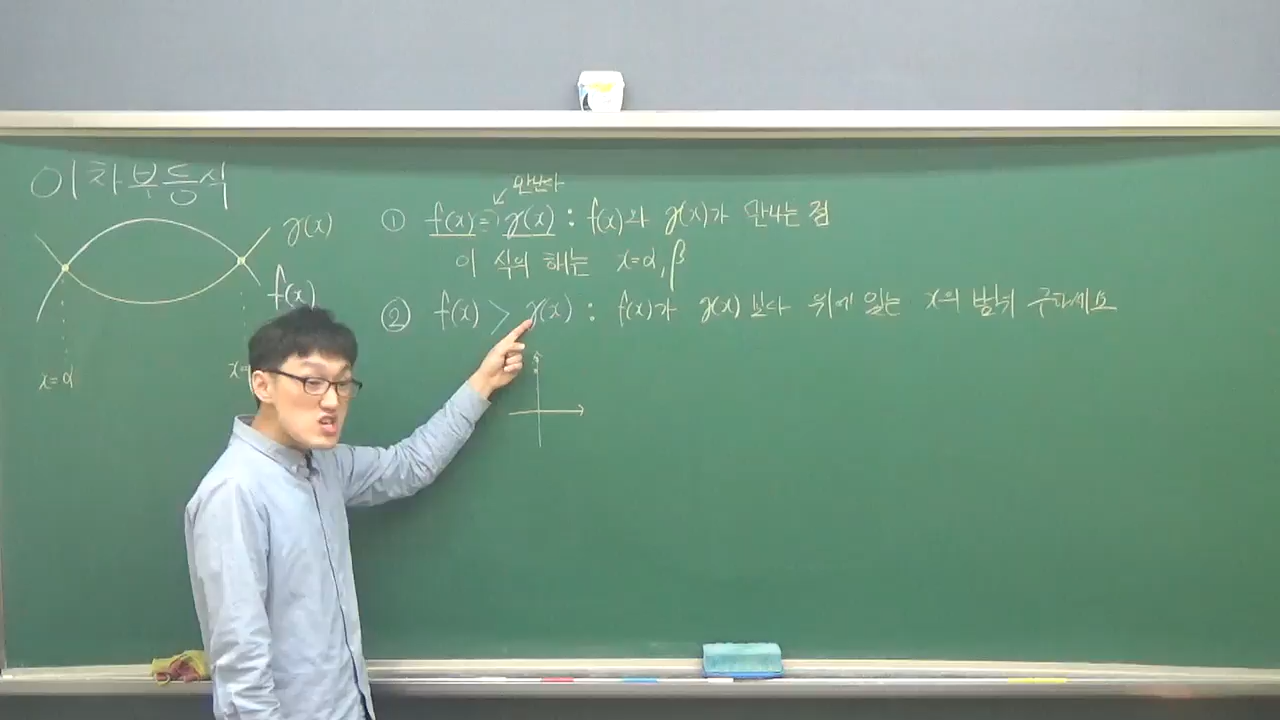 이차부등식
g(x)
f(x)
x=α
x=
만난다
① f(x)=g(x) : f(x)와 g(x)가 만나는 점
이 식의 해는 x=α, β
② f(x) > g(x) : f(x)가 g(x)보다 위에 있는 x의 범위 구하세요